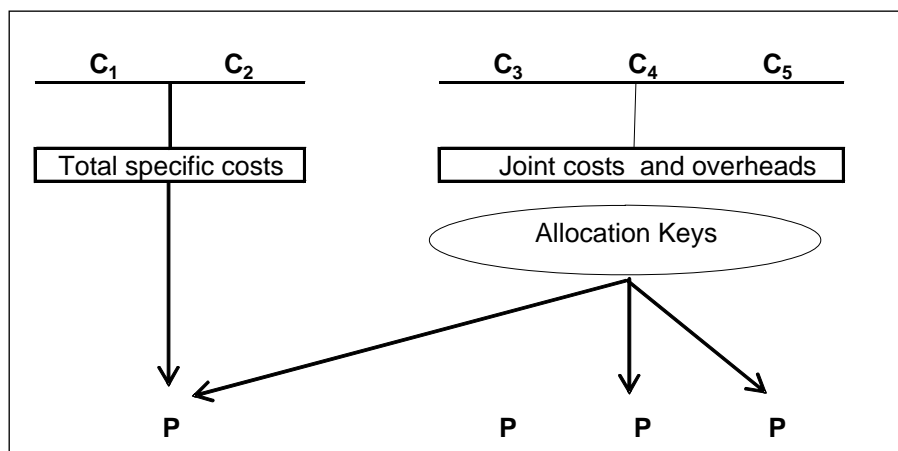 C₁ C₂ C₃ C₄ C₅
Total specific costs Joint costs and overheads
Allocation Keys
P P P P